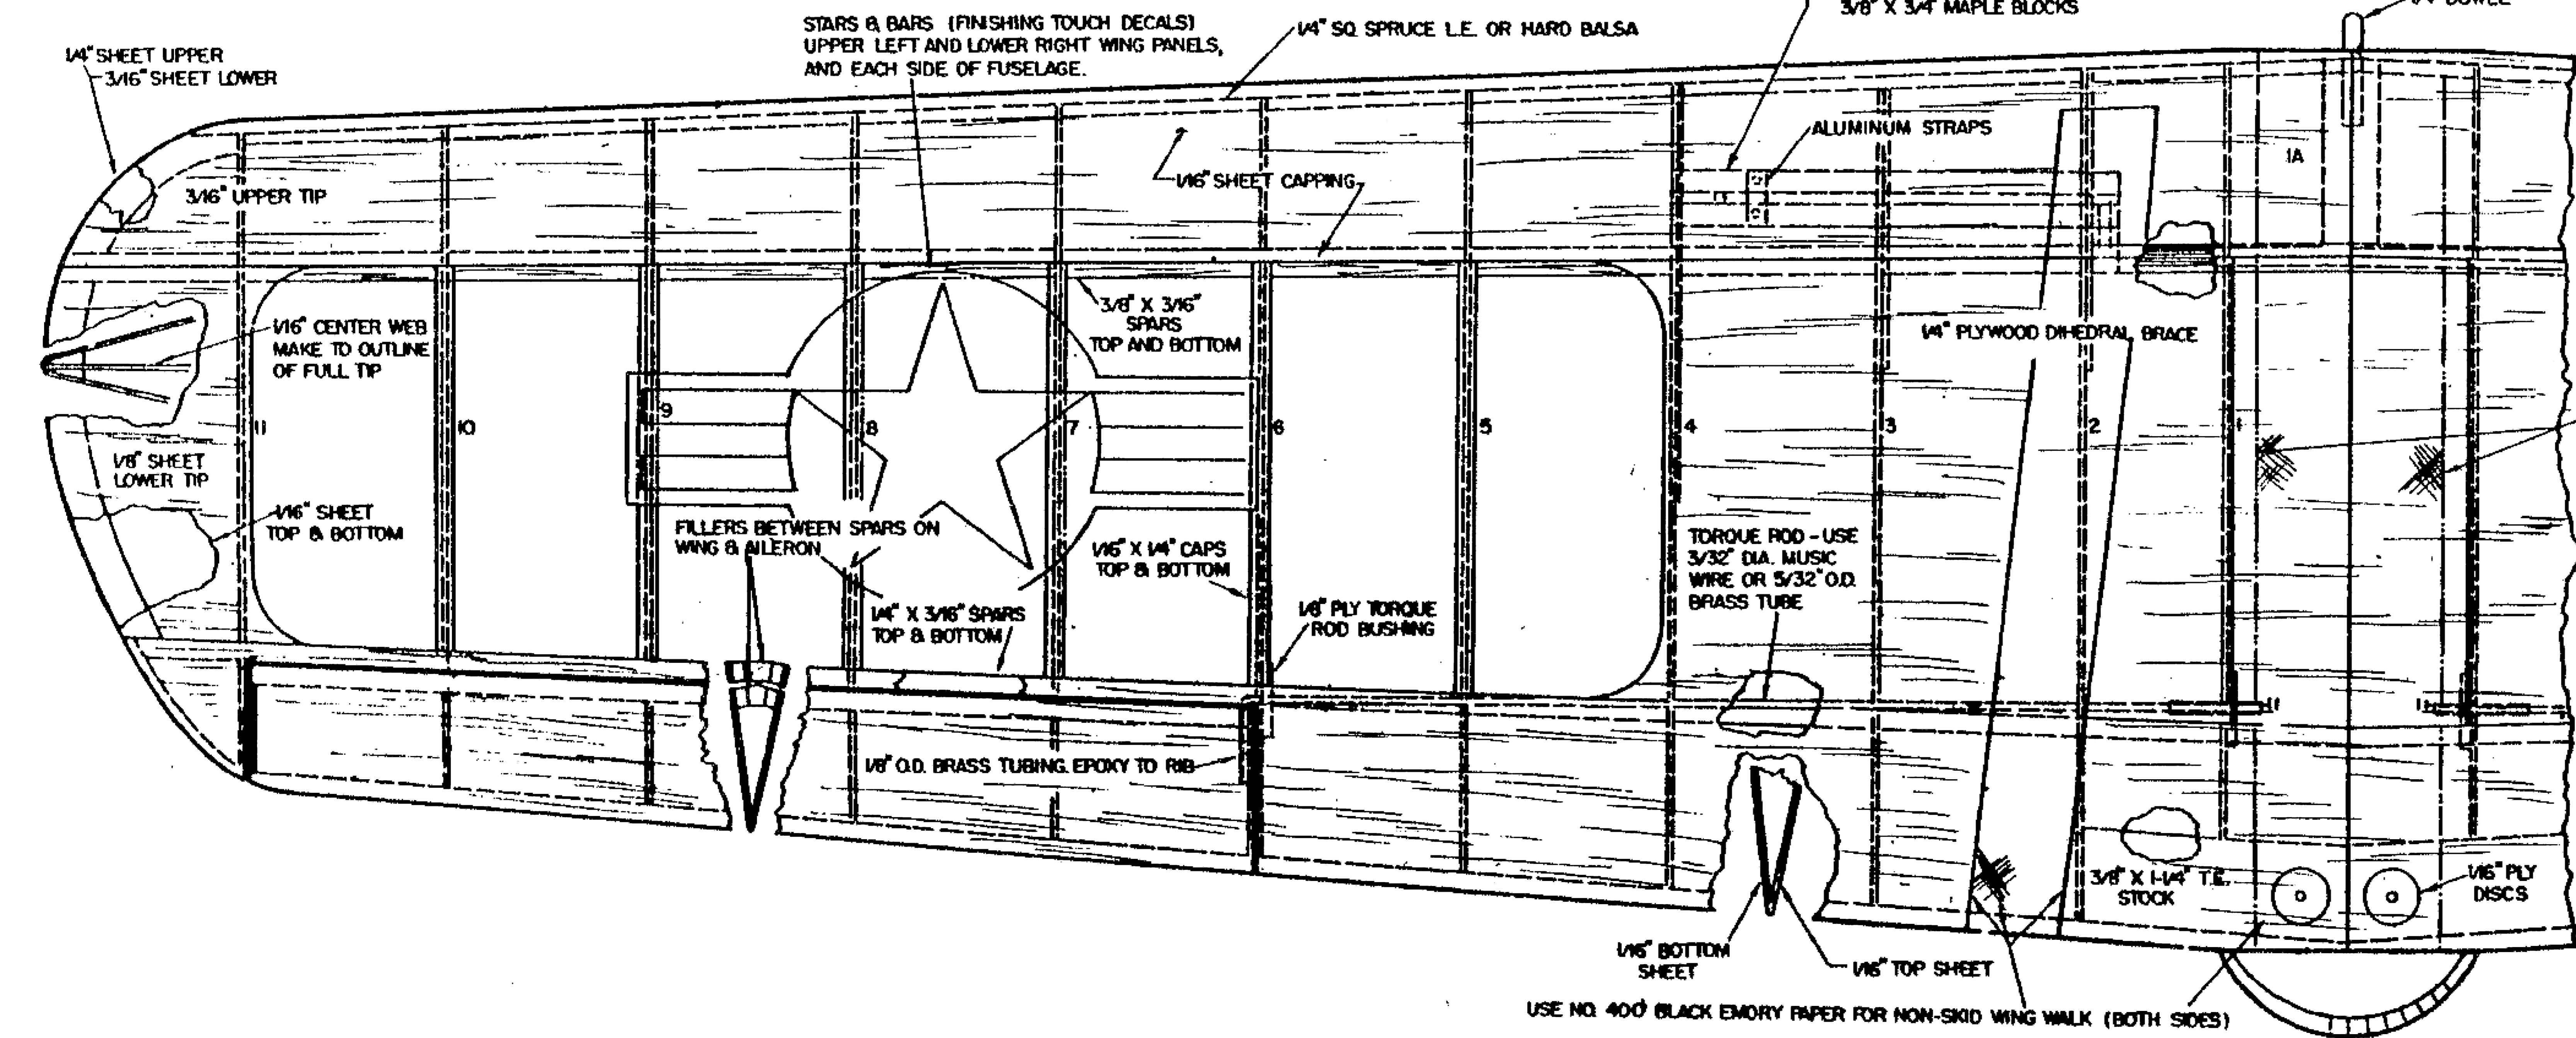 1/4" SHEET UPPER
3/16" SHEET LOWER
STARS & BARS (FINISHING TOUCH DECALS)
UPPER LEFT AND LOWER RIGHT WING PANELS,
AND EACH SIDE OF FUSELAGE.
1/4" SQ. SPRUCE L.E. OR HARD BALSA
3/8" X 3/4" MAPLE BLOCKS
1/4" DOWEL
ALUMINUM STRAPS
1A
3/16" UPPER TIP
1/16" SHEET CAPPING
3/8" X 3/16"
SPARS
TOP AND BOTTOM
1/16" CENTER WEB
MAKE TO OUTLINE
OF FULL TIP
1/4" PLYWOOD DIHEDRAL BRACE
11
10
9
8
7
6
5
4
3
2
1
1/8" SHEET
LOWER TIP
1/16" SHEET
TOP & BOTTOM
FILLERS BETWEEN SPARS ON
WING & AILERON
1/16" X 1/4" CAPS
TOP & BOTTOM
TORQUE ROD - USE
3/32" DIA. MUSIC
WIRE OR 5/32" O.D.
BRASS TUBE
1/4" X 3/16" SPARS
TOP & BOTTOM
1/8" PLY TORQUE
ROD BUSHING
1/8" O.D. BRASS TUBING. EPOXY TO RIB
3/8" X 1-1/4" T.E.
STOCK
1/16" PLY
DISCS
1/16" BOTTOM
SHEET
1/16" TOP SHEET
USE NO. 400 BLACK EMORY PAPER FOR NON-SKID WING WALK (BOTH SIDES)